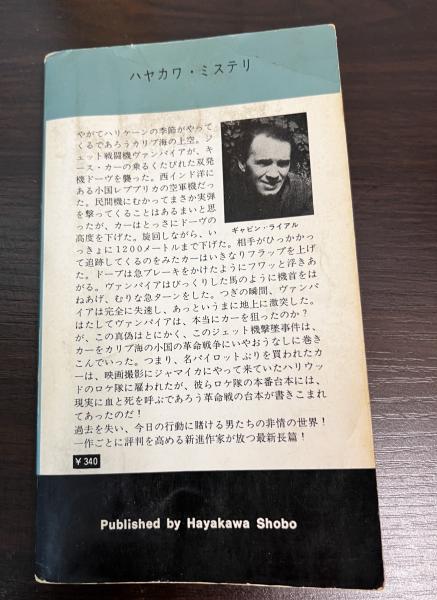 ハヤカワ・ミステリ
やがてハリケーンの季節がやって
くるであろうカリブ海の上空。ジ
ェット戦闘機ヴァンパイアが、キ
ース・カーの乗るくたびれた双発
機ドーヴを襲った。西インド洋に
ある小国レプブリカの空軍機だっ
た。民間機にむかってまさか実弾
を撃ってくることはあるまいと思
ったが、カーはとっさにドーヴの
高度を下げた。旋回しながら、い
っきょに1200メートルまで下げた。相手がひっかかっ
て追跡してくるのをみたカーはいきなりフラップを上げ
た。ドーブは急ブレーキをかけたようにフワッと浮きあ
がる。ヴァンパイアはびっくりした馬のように機首をは
ねあげ、むりな急ターンをした。つぎの瞬間、ヴァンパ
イアは完全に失速し、あっというまに地上に激突した。
はたしてヴァンパイアは、本当にカーを狙ったのか？
が、この真偽はとにかく、このジェット機撃墜事件は、
カーをカリブ海の小国の革命戦争にいやおうなしに巻き
こんでいった。つまり、名パイロットぶりを買われたカ
ーは、映画撮影にジャマイカにやって来ていたハリウッ
ドのロケ隊に雇われたが、彼らロケ隊の本番台本には、
現実に血と死を呼ぶであろう革命戦の台本が書きこまれ
てあったのだ！
過去を失い、今日の行動に賭ける男たちの非情の世界！
一作ごとに評判を高める新進作家が放つ最新長篇！
ギャビン・ライアル
¥340
Published by Hayakawa Shobo